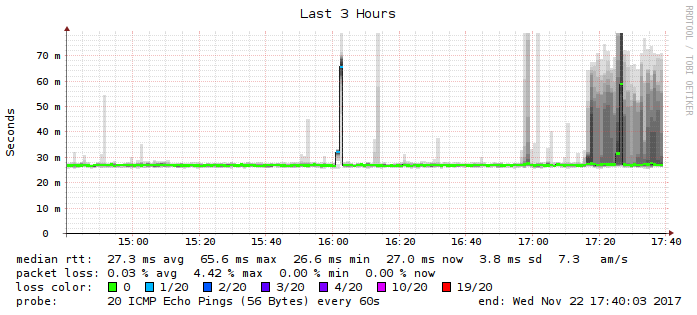 Last 3 Hours
RRDTOOL / TOBI OETIKER
Seconds
70 m
60 m
50 m
40 m
30 m
20 m
10 m
0
15:00 15:20 15:40 16:00 16:20 16:40 17:00 17:20 17:40
median rtt: 27.3 ms avg 65.6 ms max 26.6 ms min 27.0 ms now 3.8 ms sd 7.3 am/s
packet loss: 0.03 % avg 4.42 % max 0.00 % min 0.00 % now
loss color: 0 1/20 2/20 3/20 4/20 10/20 19/20
probe: 20 ICMP Echo Pings (56 Bytes) every 60s end: Wed Nov 22 17:40:03 2017